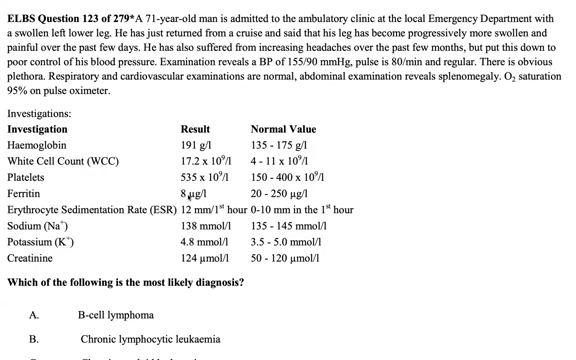 ELBS Question 123 of 279*A 71-year-old man is admitted to the ambulatory clinic at the local Emergency Department with
a swollen left lower leg. He has just returned from a cruise and said that his leg has become progressively more swollen and
painful over the past few days. He has also suffered from increasing headaches over the past few months, but put this down to
poor control of his blood pressure. Examination reveals a BP of 155/90 mmHg, pulse is 80/min and regular. There is obvious
plethora. Respiratory and cardiovascular examinations are normal, abdominal examination reveals splenomegaly. O₂ saturation
95% on pulse oximeter.
Investigations:
Investigation Result Normal Value
Haemoglobin 191 g/l 135 - 175 g/l
White Cell Count (WCC) 17.2 x 10⁹/l 4 - 11 x 10⁹/l
Platelets 535 x 10⁹/l 150 - 400 x 10⁹/l
Ferritin 8 µg/l 20 - 250 µg/l
Erythrocyte Sedimentation Rate (ESR) 12 mm/1ˢᵗ hour 0-10 mm in the 1ˢᵗ hour
Sodium (Na⁺) 138 mmol/l 135 - 145 mmol/l
Potassium (K⁺) 4.8 mmol/l 3.5 - 5.0 mmol/l
Creatinine 124 µmol/l 50 - 120 µmol/l
Which of the following is the most likely diagnosis?
A. B-cell lymphoma
B. Chronic lymphocytic leukaemia